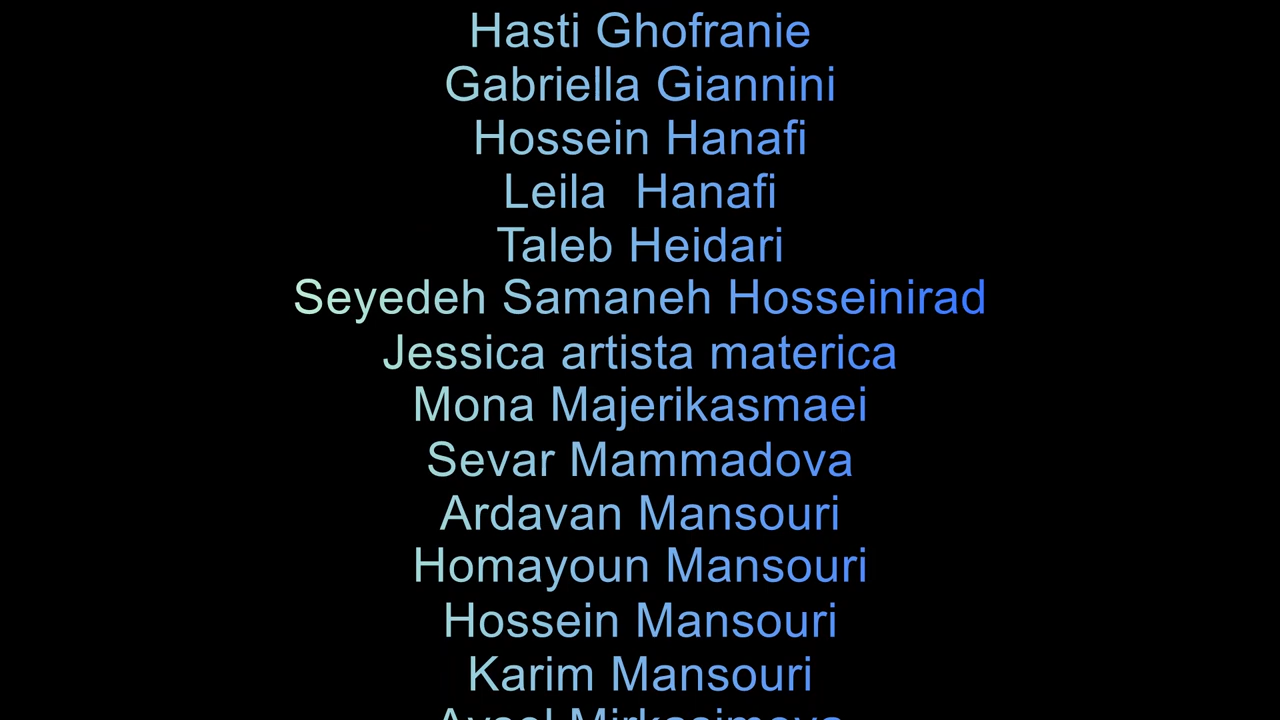 Hasti Ghofranie
Gabriella Giannini
Hossein Hanafi
Leila  Hanafi
Taleb Heidari
Seyedeh Samaneh Hosseinirad
Jessica artista materica
Mona Majerikasmaei
Sevar Mammadova
Ardavan Mansouri
Homayoun Mansouri
Hossein Mansouri
Karim Mansouri